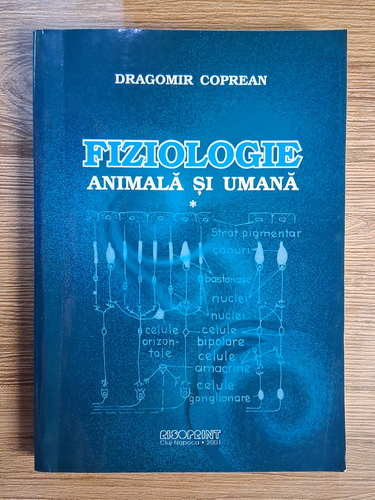 DRAGOMIR COPREAN
FIZIOLOGIE
ANIMALĂ ȘI UMANĂ
*
Strat pigmentar
conuri
bastonașe
nuclei
nuclei
celule orizon-tale
celule bipolare
celule amacrine
celule ganglionare
RISOPRINT
Cluj-Napoca • 2001